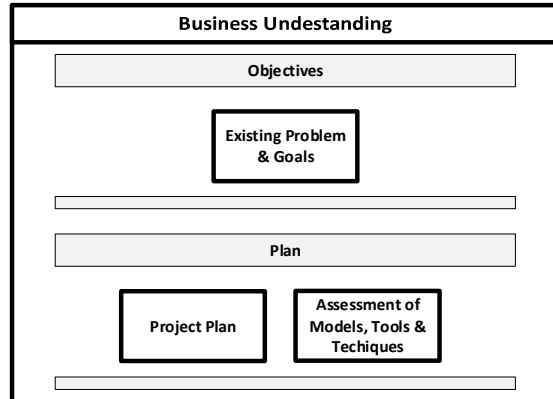 Business Undestanding
Objectives
Existing Problem
& Goals
Plan
Project Plan
Assessment of
Models, Tools &
Techiques